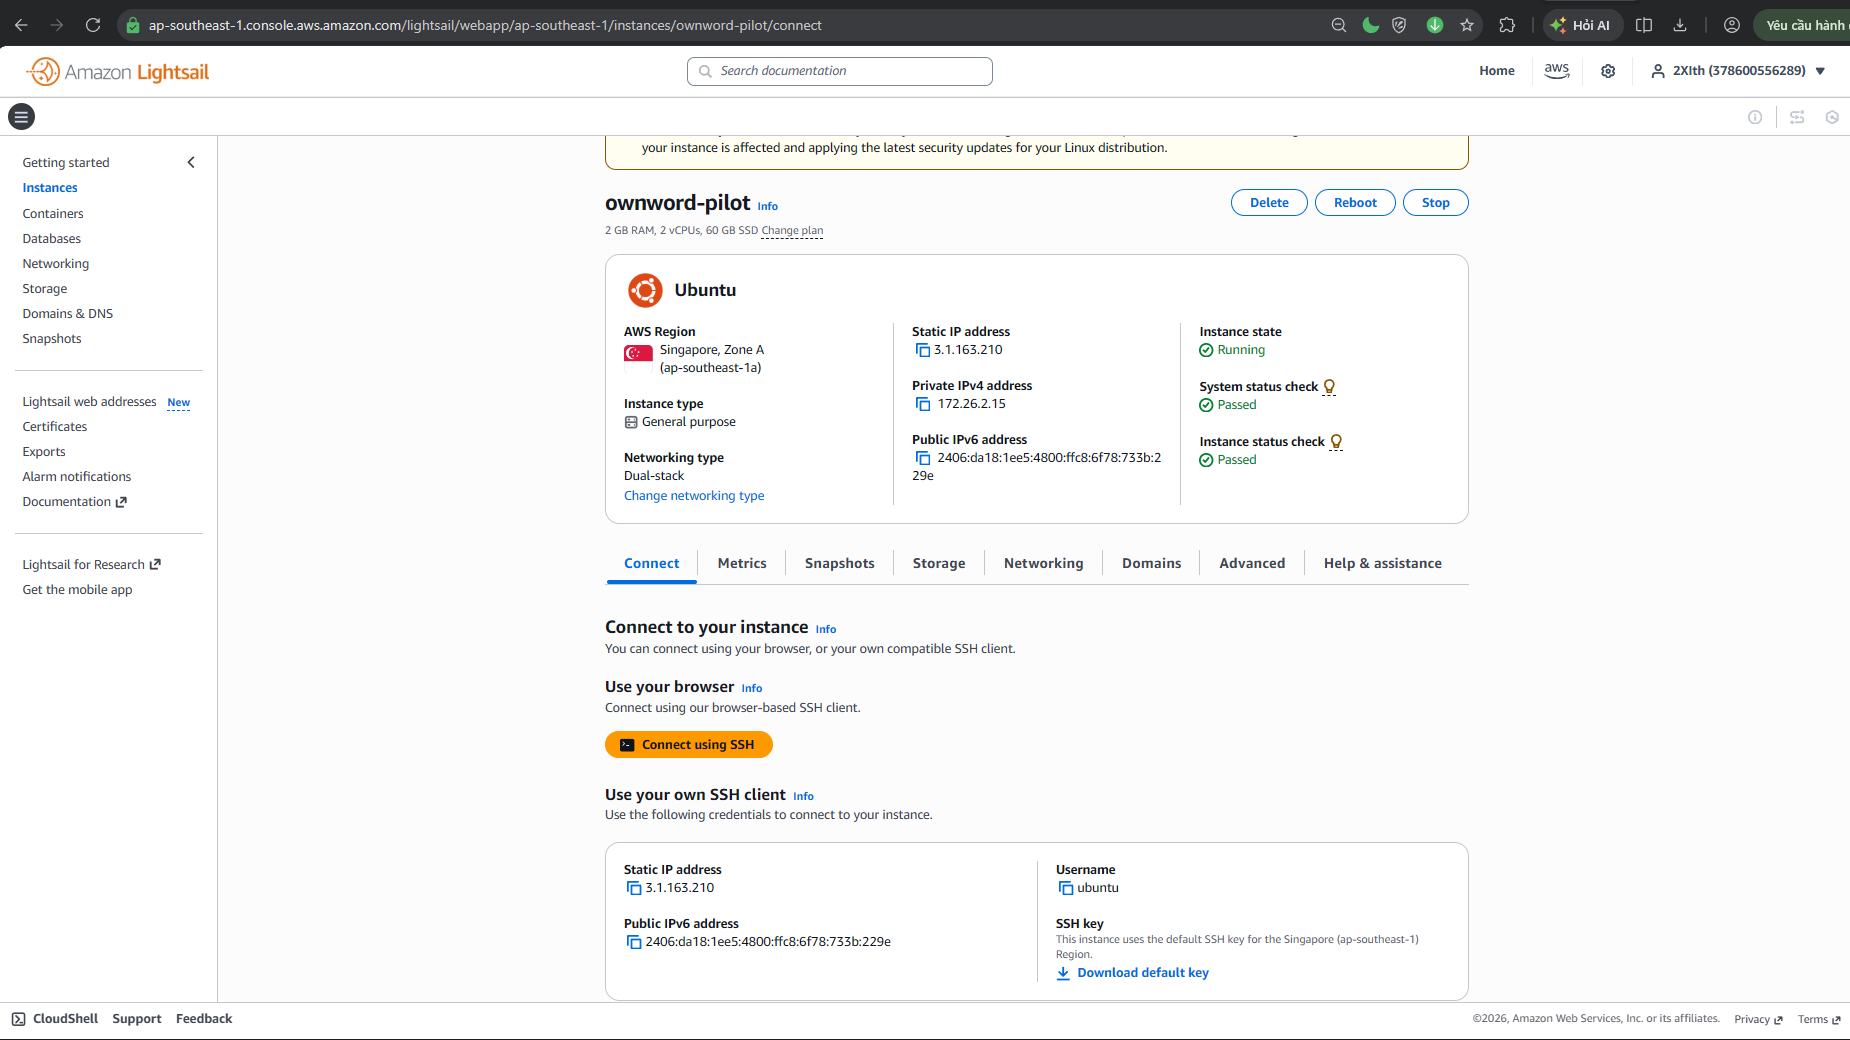 ap-southeast-1.console.aws.amazon.com/lightsail/webapp/ap-southeast-1/instances/ownword-pilot/connect
Hỏi AI
Yêu cầu hành
Amazon Lightsail
Search documentation
Home
aws
2XIth (378600556289)
Getting started
Instances
Containers
Databases
Networking
Storage
Domains & DNS
Snapshots
Lightsail web addresses New
Certificates
Exports
Alarm notifications
Documentation
Lightsail for Research
Get the mobile app
your instance is affected and applying the latest security updates for your Linux distribution.
ownword-pilot Info
Delete
Reboot
Stop
2 GB RAM, 2 vCPUs, 60 GB SSD Change plan
Ubuntu
AWS Region
Singapore, Zone A
(ap-southeast-1a)
Instance type
General purpose
Networking type
Dual-stack
Change networking type
Static IP address
3.1.163.210
Private IPv4 address
172.26.2.15
Public IPv6 address
2406:da18:1ee5:4800:ffc8:6f78:733b:2
29e
Instance state
Running
System status check
Passed
Instance status check
Passed
Connect
Metrics
Snapshots
Storage
Networking
Domains
Advanced
Help & assistance
Connect to your instance Info
You can connect using your browser, or your own compatible SSH client.
Use your browser Info
Connect using our browser-based SSH client.
Connect using SSH
Use your own SSH client Info
Use the following credentials to connect to your instance.
Static IP address
3.1.163.210
Public IPv6 address
2406:da18:1ee5:4800:ffc8:6f78:733b:229e
Username
ubuntu
SSH key
This instance uses the default SSH key for the Singapore (ap-southeast-1)
Region.
Download default key
CloudShell
Support
Feedback
©2026, Amazon Web Services, Inc. or its affiliates.
Privacy
Terms